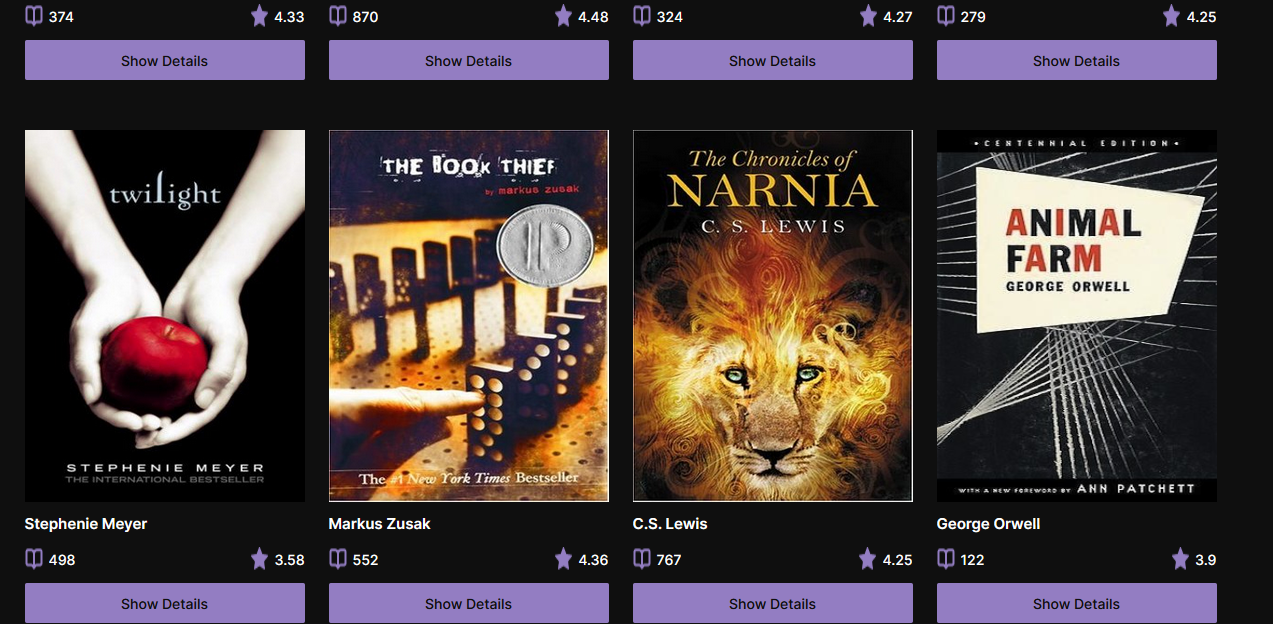 374 4.33
870 4.48
324 4.27
279 4.25
Show Details
Show Details
Show Details
Show Details
twilight
STEPHENIE MEYER
THE INTERNATIONAL BESTSELLER
THE BOOK THIEF
by markus zusak
The #1 New York Times Bestseller
The Chronicles of
NARNIA
C. S. LEWIS
• CENTENNIAL EDITION •
ANIMAL
FARM
GEORGE ORWELL
WITH A NEW FOREWORD BY ANN PATCHETT
Stephenie Meyer
498 3.58
Show Details
Markus Zusak
552 4.36
Show Details
C.S. Lewis
767 4.25
Show Details
George Orwell
122 3.9
Show Details